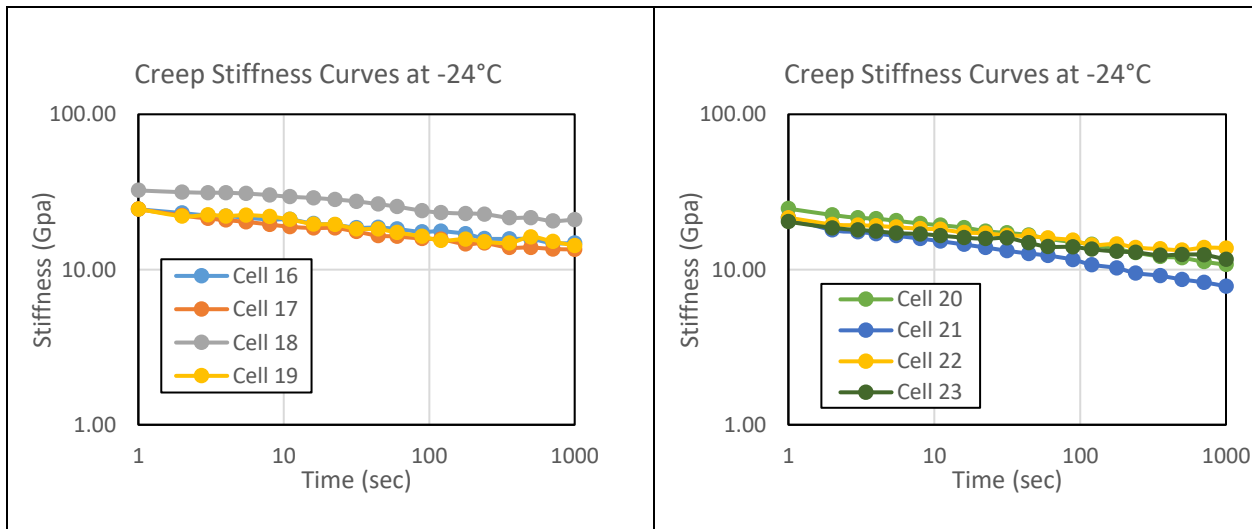 Creep Stiffness Curves at -24°C
100.00
10.00
1.00
Stiffness (Gpa)
Cell 16
Cell 17
Cell 18
Cell 19
1 10 100 1000
Time (sec)
Creep Stiffness Curves at -24°C
100.00
10.00
1.00
Stiffness (Gpa)
Cell 20
Cell 21
Cell 22
Cell 23
1 10 100 1000
Time (sec)